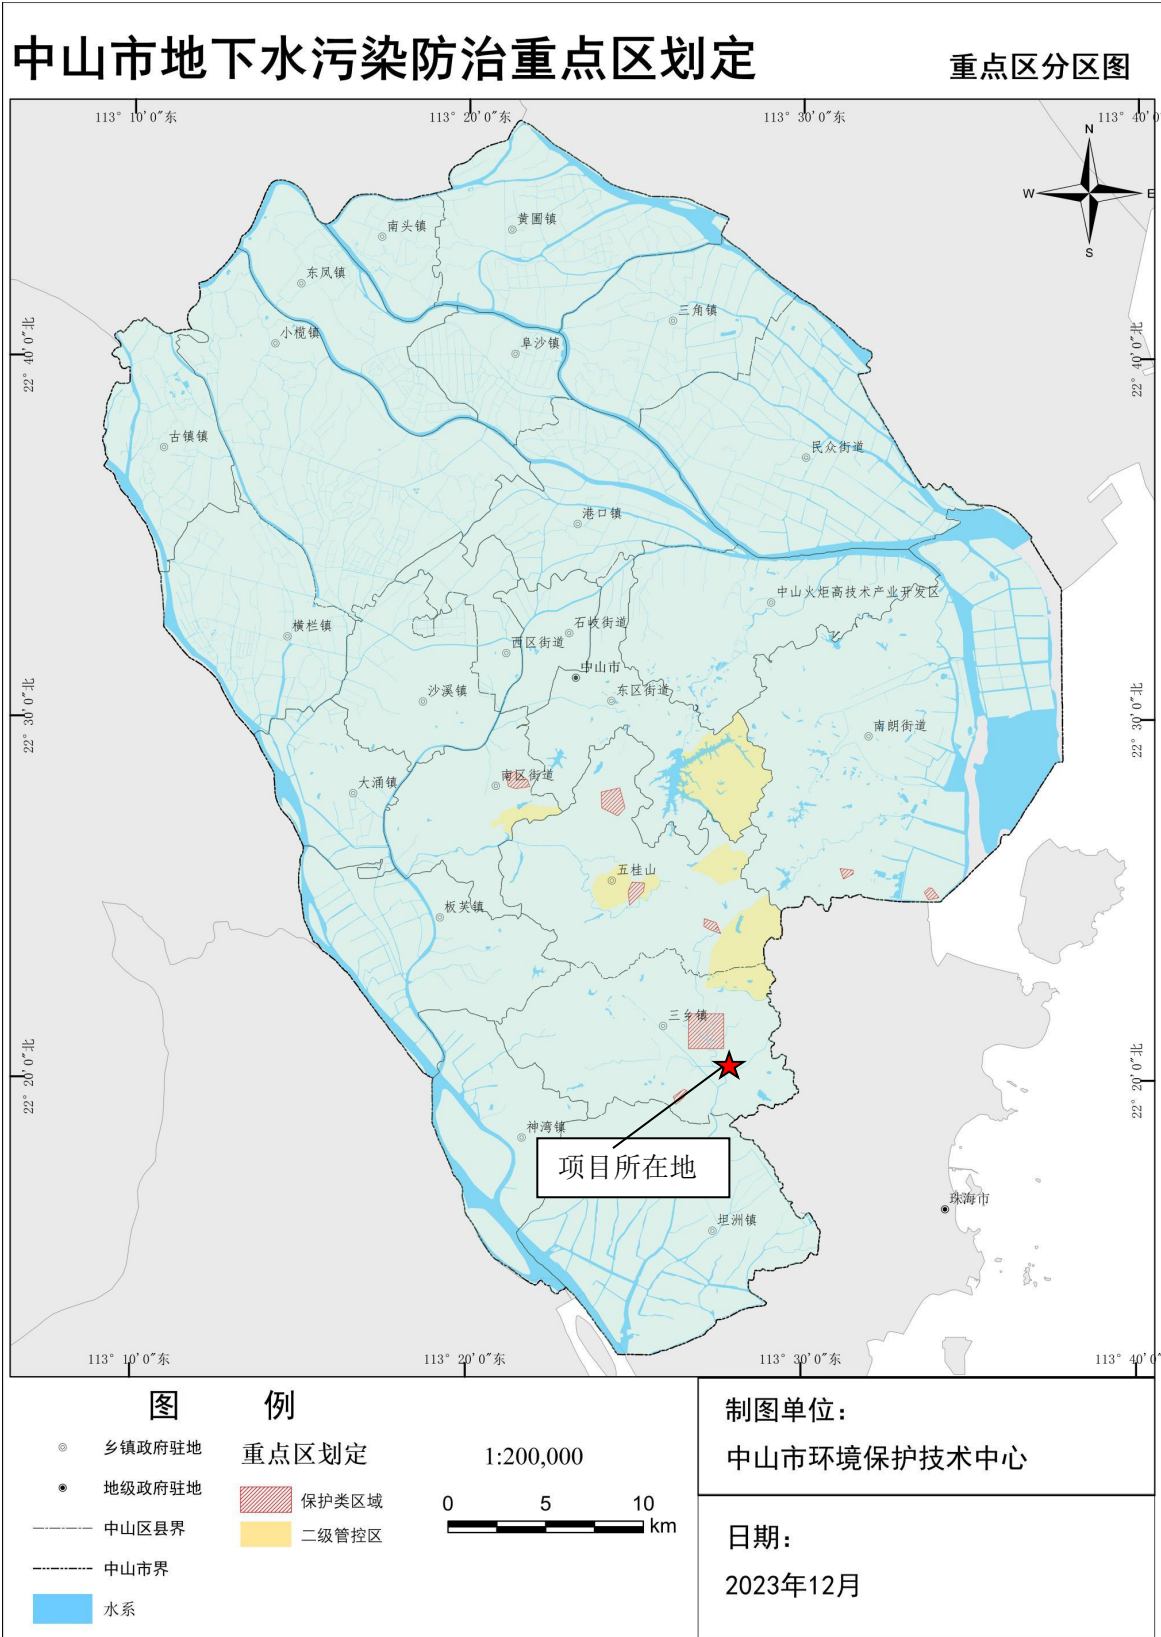 中山市地下水污染防治重点区划定
重点区分区图
113° 10′0″东
113° 20′0″东
113° 30′0″东
113° 40′0″
N
W
E
S
22° 40′0″北
22° 40′0″北
22° 30′0″北
22° 30′0″北
22° 20′0″北
22° 20′0″北
南头镇
黄圃镇
东凤镇
三角镇
小榄镇
阜沙镇
古镇镇
民众街道
港口镇
中山火炬高技术产业开发区
横栏镇
石岐街道
西区街道
中山市
沙溪镇
东区街道
南朗街道
大涌镇
南区街道
五桂山
板芙镇
三乡镇
神湾镇
项目所在地
珠海市
坦洲镇
113° 10′0″东
113° 20′0″东
113° 30′0″东
113° 40′0
图 例
乡镇政府驻地
地级政府驻地
中山区县界
中山市界
水系
重点区划定
保护类区域
二级管控区
1:200,000
0 5 10
km
制图单位：
中山市环境保护技术中心
日期：
2023年12月